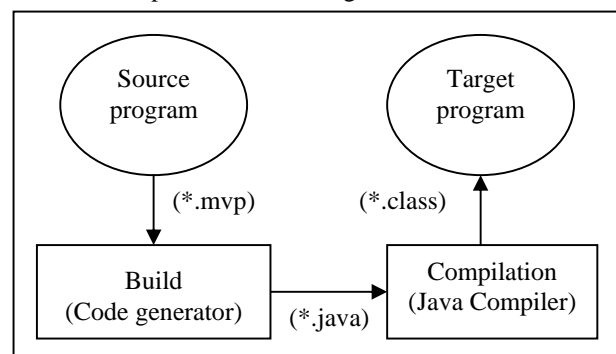 Source
program
Target
program
(*.mvp)
(*.class)
Build
(Code generator)
(*.java)
Compilation
(Java Compiler)